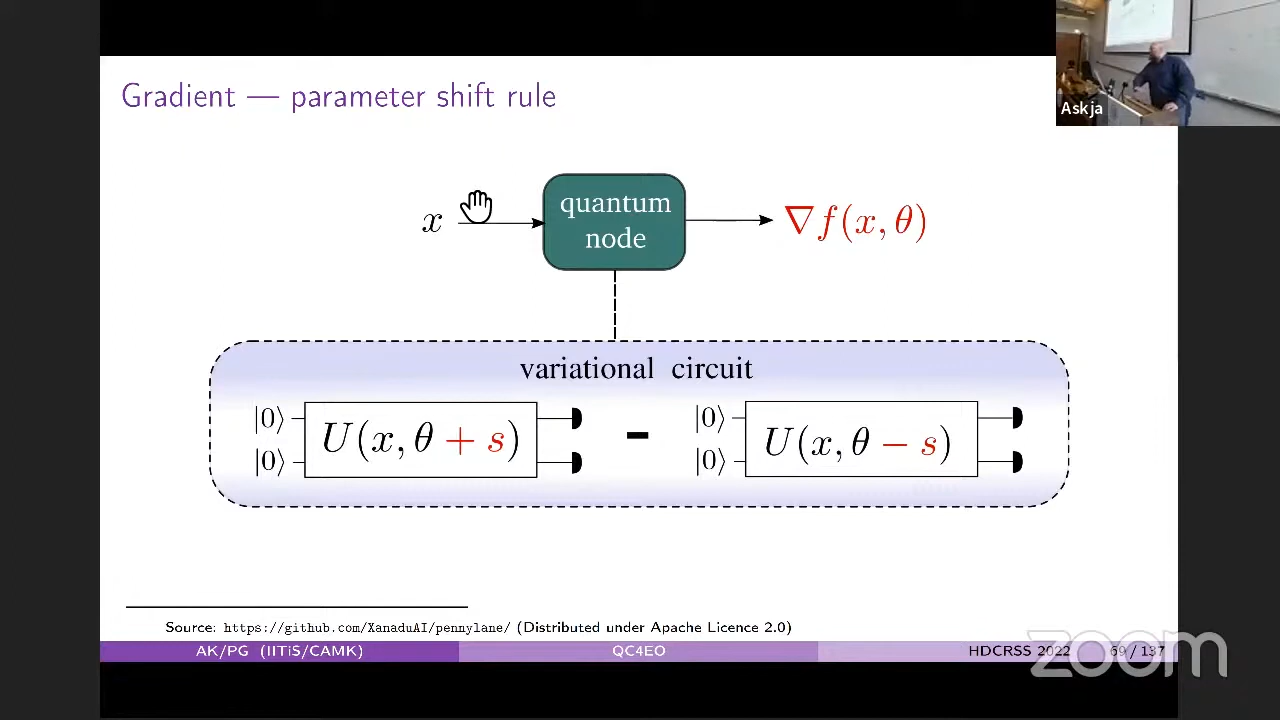 Gradient — parameter shift rule
Askja
x
quantum
node
∇f(x, θ)
variational circuit
|0⟩ U(x, θ + s) - |0⟩ U(x, θ − s)
|0⟩ |0⟩
Source: https://github.com/XanaduAI/pennylane/ (Distributed under Apache Licence 2.0)
AK/PG (IITiS/CAMK) QC4EO HDCRSS 2022 69 / 137
zoom